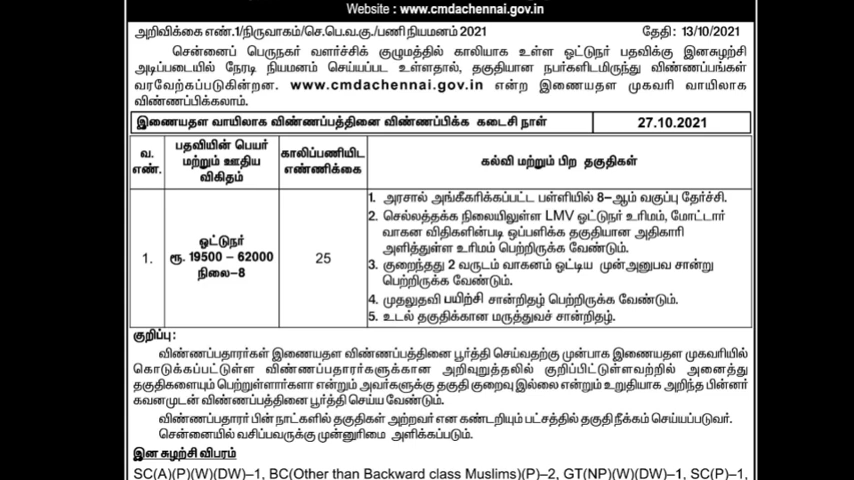 Website : www.cmdachennai.gov.in
அறிவிக்கை எண்.1/நிருவாகம்/செ.பெ.வ.கு./பணி நியமனம் 2021 தேதி: 13/10/2021
சென்னைப் பெருநகர் வளர்ச்சிக் குழுமத்தில் காலியாக உள்ள ஓட்டுநர் பதவிக்கு இனசுழற்சி
அடிப்படையில் நேரடி நியமனம் செய்யப்பட உள்ளதால், தகுதியான நபர்களிடமிருந்து விண்ணப்பங்கள்
வரவேற்கப்படுகின்றன. www.cmdachennai.gov.in என்ற இணையதள முகவரி வாயிலாக
விண்ணப்பிக்கலாம்.
இணையதள வாயிலாக விண்ணப்பத்தினை விண்ணப்பிக்க கடைசி நாள் 27.10.2021
வ. எண்.
பதவியின் பெயர் மற்றும் ஊதிய விகிதம்
காலிப்பணியிட எண்ணிக்கை
கல்வி மற்றும் பிற தகுதிகள்
1.
ஓட்டுநர்
ரூ. 19500 – 62000
நிலை–8
25
1. அரசால் அங்கீகரிக்கப்பட்ட பள்ளியில் 8–ஆம் வகுப்பு தேர்ச்சி.
2. செல்லத்தக்க நிலையிலுள்ள LMV ஓட்டுநர் உரிமம், மோட்டார்
வாகன விதிகளின்படி ஒப்பளிக்க தகுதியான அதிகாரி
அளித்துள்ள உரிமம் பெற்றிருக்க வேண்டும்.
3. குறைந்தது 2 வருடம் வாகனம் ஓட்டிய முன்அனுபவ சான்று
பெற்றிருக்க வேண்டும்.
4. முதலுதவி பயிற்சி சான்றிதழ் பெற்றிருக்க வேண்டும்.
5. உடல் தகுதிக்கான மருத்துவச் சான்றிதழ்.
குறிப்பு:
விண்ணப்பதாரர்கள் இணையதள விண்ணப்பத்தினை பூர்த்தி செய்வதற்கு முன்பாக இணையதள முகவரியில்
கொடுக்கப்பட்டுள்ள விண்ணப்பதாரர்களுக்கான அறிவுறுத்தலில் குறிப்பிட்டுள்ளவற்றில் அனைத்து
தகுதிகளையும் பெற்றுள்ளார்களா என்றும் அவர்களுக்கு தகுதி குறைவு இல்லை என்றும் உறுதியாக அறிந்த பின்னர்
கவனமுடன் விண்ணப்பத்தினை பூர்த்தி செய்ய வேண்டும்.
விண்ணப்பதாரர் பின் நாட்களில் தகுதிகள் அற்றவர் என கண்டறியும் பட்சத்தில் தகுதி நீக்கம் செய்யப்படுவர்.
சென்னையில் வசிப்பவருக்கு முன்னுரிமை அளிக்கப்படும்.
இன சுழற்சி விபரம்
SC(A)(P)(W)(DW)–1, BC(Other than Backward class Muslims)(P)–2, GT(NP)(W)(DW)–1, SC(P)–1,